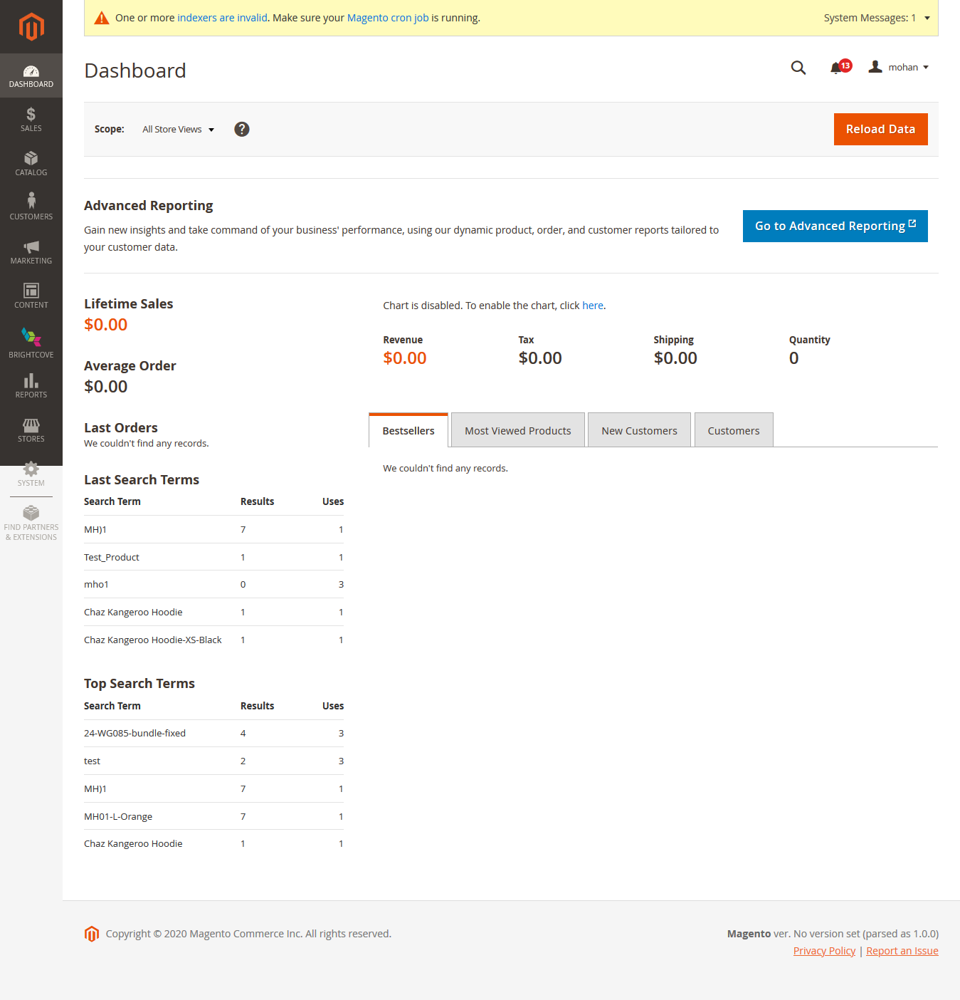 One or more indexers are invalid. Make sure your Magento cron job is running.
System Messages: 1
Dashboard
13
mohan
DASHBOARD
SALES
CATALOG
CUSTOMERS
MARKETING
CONTENT
BRIGHTCOVE
REPORTS
STORES
SYSTEM
FIND PARTNERS
& EXTENSIONS
Scope: All Store Views ?
Reload Data
Advanced Reporting
Gain new insights and take command of your business' performance, using our dynamic product, order, and customer reports tailored to
your customer data.
Go to Advanced Reporting
Lifetime Sales
$0.00
Average Order
$0.00
Last Orders
We couldn't find any records.
Last Search Terms
Search Term Results Uses
MH)1 7 1
Test_Product 1 1
mho1 0 3
Chaz Kangeroo Hoodie 1 1
Chaz Kangeroo Hoodie-XS-Black 1 1
Top Search Terms
Search Term Results Uses
24-WG085-bundle-fixed 4 3
test 2 3
MH)1 7 1
MH01-L-Orange 7 1
Chaz Kangeroo Hoodie 1 1
Chart is disabled. To enable the chart, click here.
Revenue Tax Shipping Quantity
$0.00 $0.00 $0.00 0
Bestsellers Most Viewed Products New Customers Customers
We couldn't find any records.
Copyright © 2020 Magento Commerce Inc. All rights reserved.
Magento ver. No version set (parsed as 1.0.0)
Privacy Policy | Report an Issue